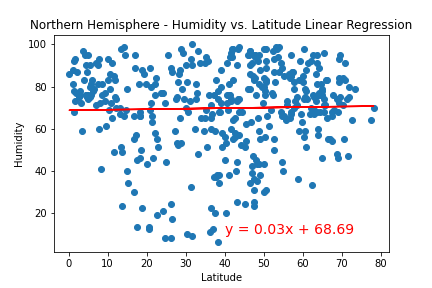 Northern Hemisphere - Humidity vs. Latitude Linear Regression
100
80
60
40
20
Humidity
y = 0.03x + 68.69
0 10 20 30 40 50 60 70 80
Latitude